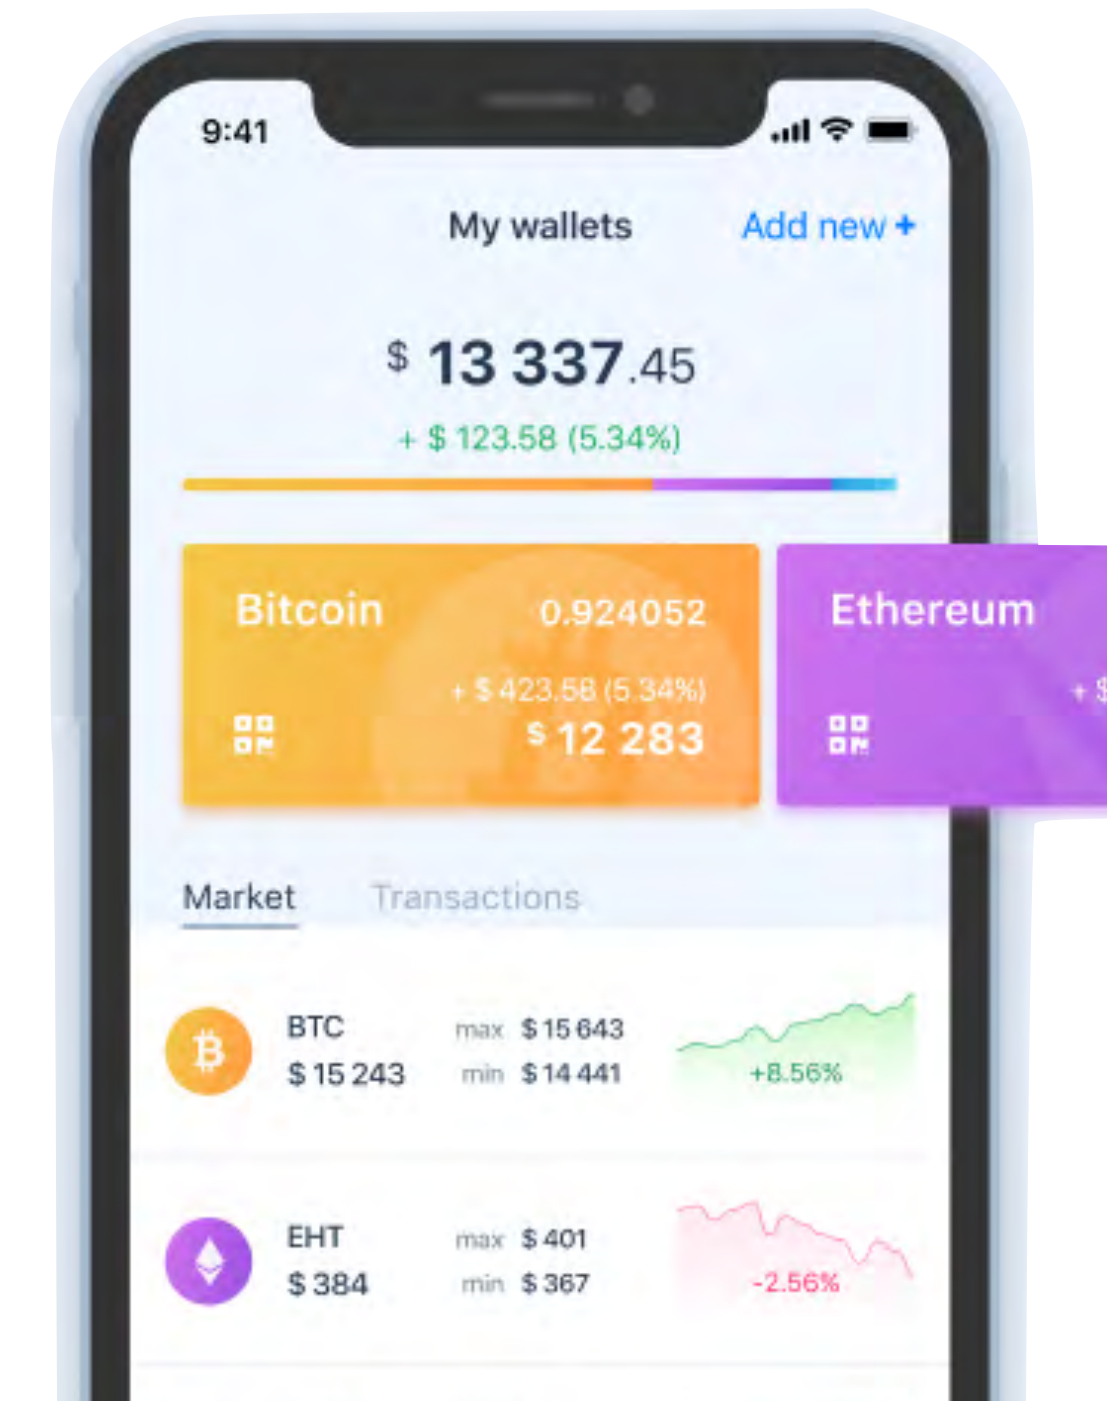 9:41
My wallets
Add new +
$ 13 337.45
+ $ 123.58 (5.34%)
Bitcoin 0.924052
+ $ 423.58 (5.34%)
$ 12 283
Ethereum
+ $
Market Transactions
BTC max $ 15 643
$ 15 243 min $ 14 441
+8.56%
EHT max $ 401
$ 384 min $ 367
-2.56%